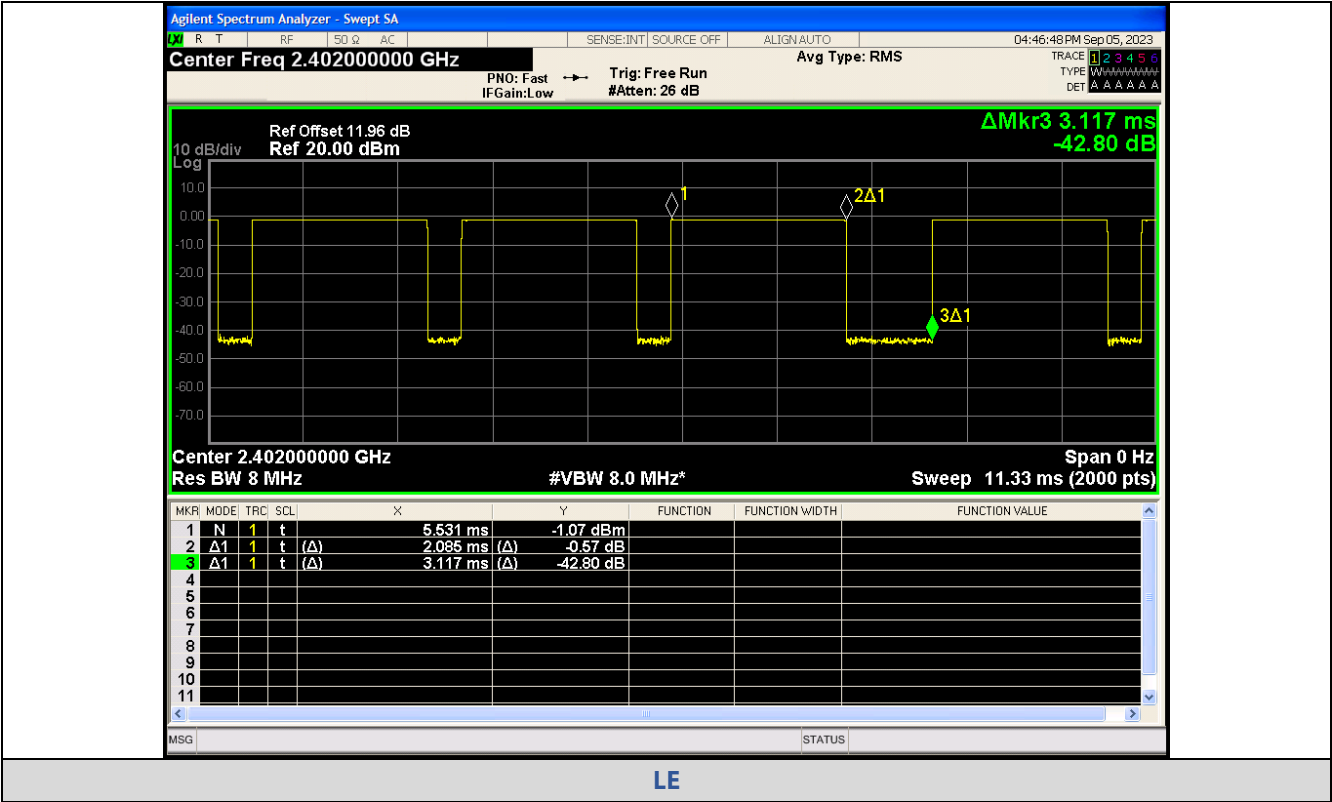 Agilent Spectrum Analyzer - Swept SA
LXI R T RF 50 Ω AC SENSE:INT SOURCE OFF ALIGN AUTO 04:46:48 PM Sep 05, 2023
Center Freq 2.402000000 GHz Avg Type: RMS TRACE 1 2 3 4 5 6
PNO: Fast Trig: Free Run TYPE WWWWWW
IFGain:Low #Atten: 26 dB DET A A A A A A
ΔMkr3 3.117 ms
Ref Offset 11.96 dB
10 dB/div Ref 20.00 dBm -42.80 dB
Log
10.0
1
2Δ1
0.00
-10.0
-20.0
-30.0
3Δ1
-40.0
-50.0
-60.0
-70.0
Center 2.402000000 GHz Span 0 Hz
Res BW 8 MHz #VBW 8.0 MHz* Sweep 11.33 ms (2000 pts)
MKR MODE TRC SCL X Y FUNCTION FUNCTION WIDTH FUNCTION VALUE
1 N 1 t 5.531 ms -1.07 dBm
2 Δ1 1 t (Δ) 2.085 ms (Δ) -0.57 dB
3 Δ1 1 t (Δ) 3.117 ms (Δ) -42.80 dB
4
5
6
7
8
9
10
11
MSG STATUS
LE